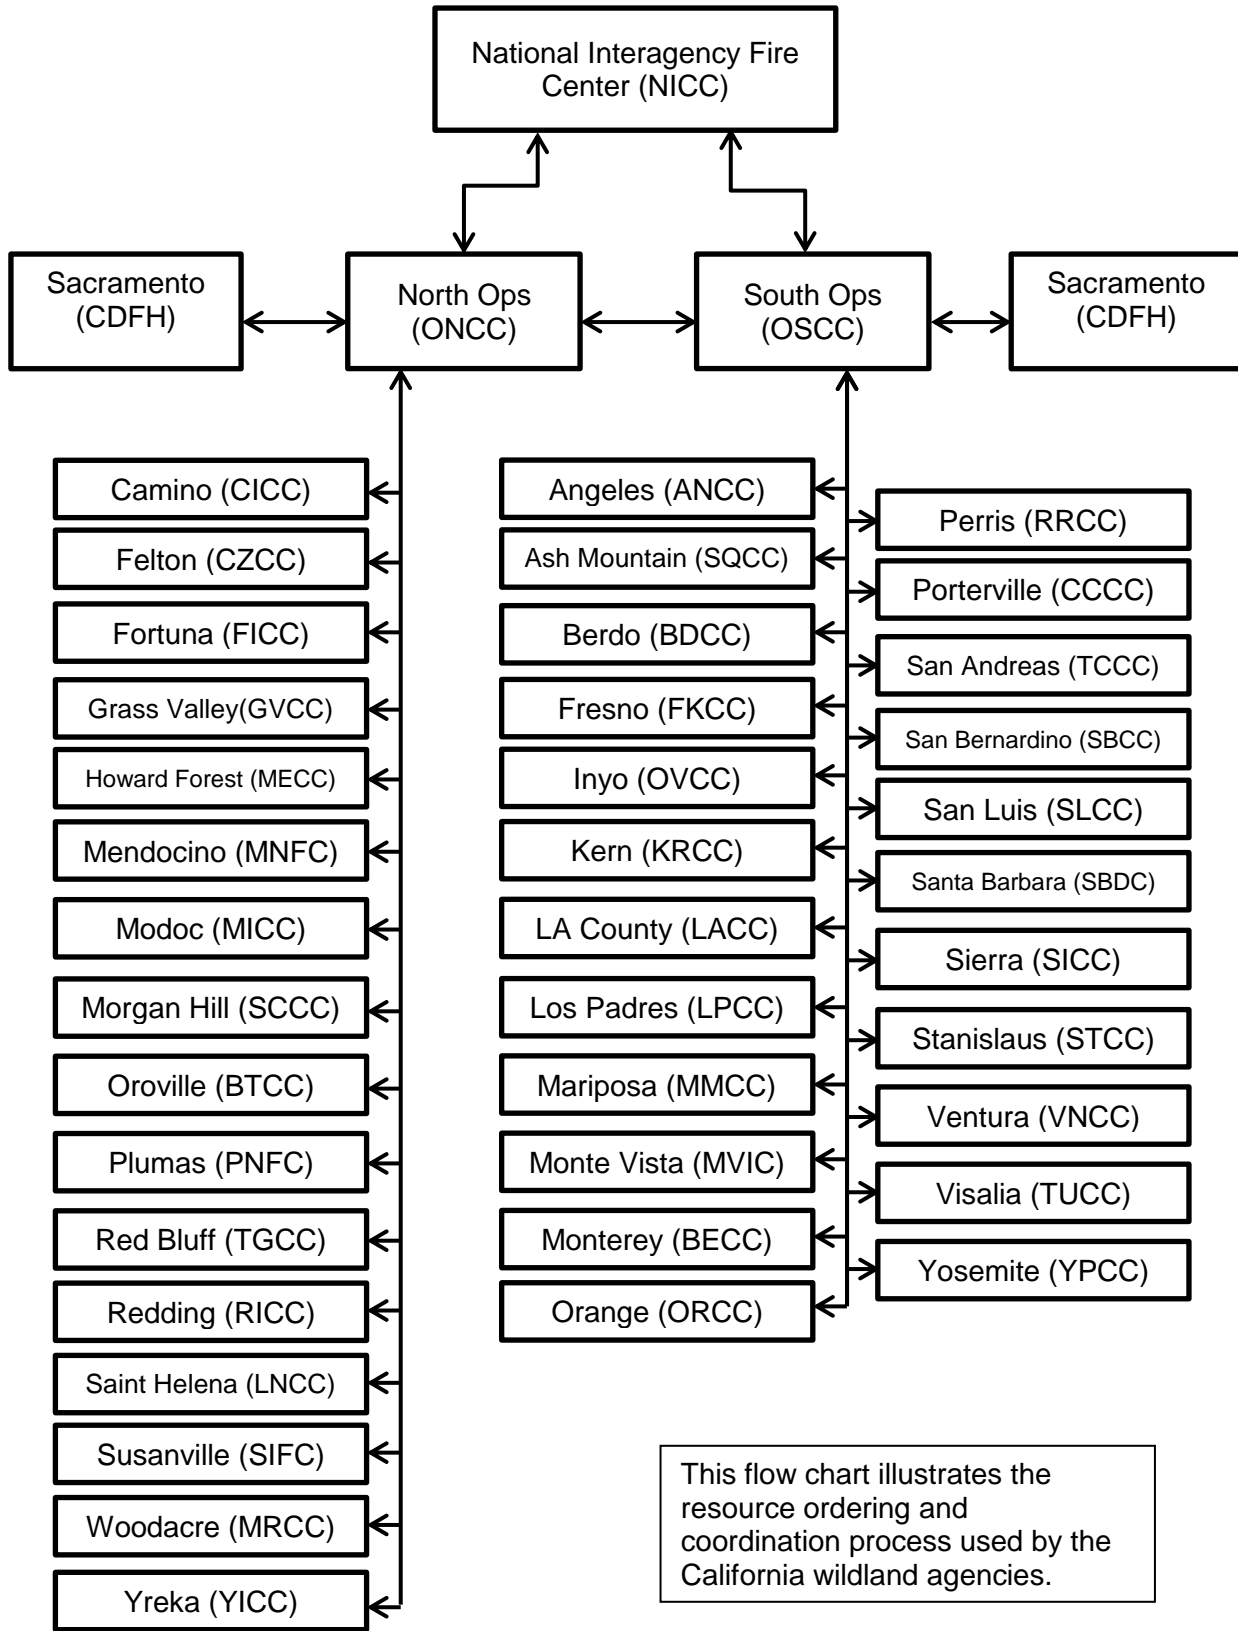 National Interagency Fire
Center (NICC)
Sacramento
(CDFH)
North Ops
(ONCC)
South Ops
(OSCC)
Sacramento
(CDFH)
Camino (CICC)
Felton (CZCC)
Fortuna (FICC)
Grass Valley(GVCC)
Howard Forest (MECC)
Mendocino (MNFC)
Modoc (MICC)
Morgan Hill (SCCC)
Oroville (BTCC)
Plumas (PNFC)
Red Bluff (TGCC)
Redding (RICC)
Saint Helena (LNCC)
Susanville (SIFC)
Woodacre (MRCC)
Yreka (YICC)
Angeles (ANCC)
Ash Mountain (SQCC)
Berdo (BDCC)
Fresno (FKCC)
Inyo (OVCC)
Kern (KRCC)
LA County (LACC)
Los Padres (LPCC)
Mariposa (MMCC)
Monte Vista (MVIC)
Monterey (BECC)
Orange (ORCC)
Perris (RRCC)
Porterville (CCCC)
San Andreas (TCCC)
San Bernardino (SBCC)
San Luis (SLCC)
Santa Barbara (SBDC)
Sierra (SICC)
Stanislaus (STCC)
Ventura (VNCC)
Visalia (TUCC)
Yosemite (YPCC)
This flow chart illustrates the
resource ordering and
coordination process used by the
California wildland agencies.